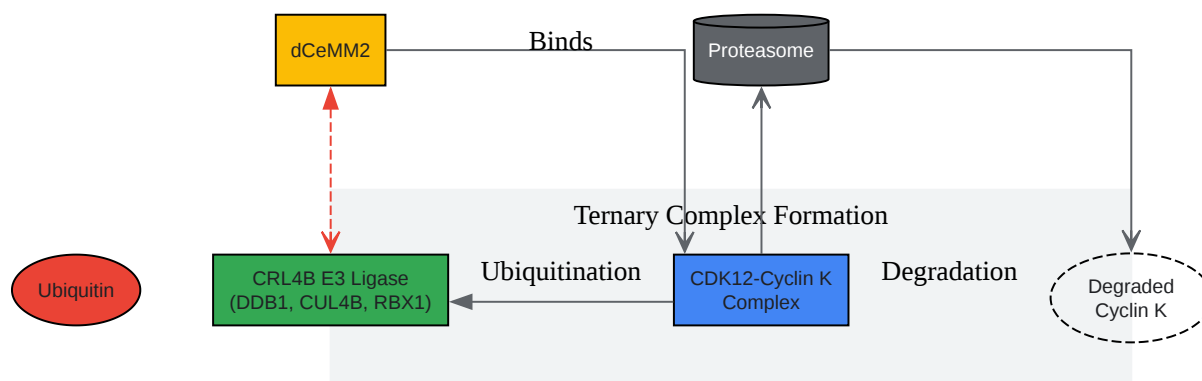 dCeMM2
Binds
Proteasome
Ternary Complex Formation
Ubiquitin
CRL4B E3 Ligase
(DDB1, CUL4B, RBX1)
Ubiquitination
CDK12-Cyclin K
Complex
Degradation
Degraded
Cyclin K